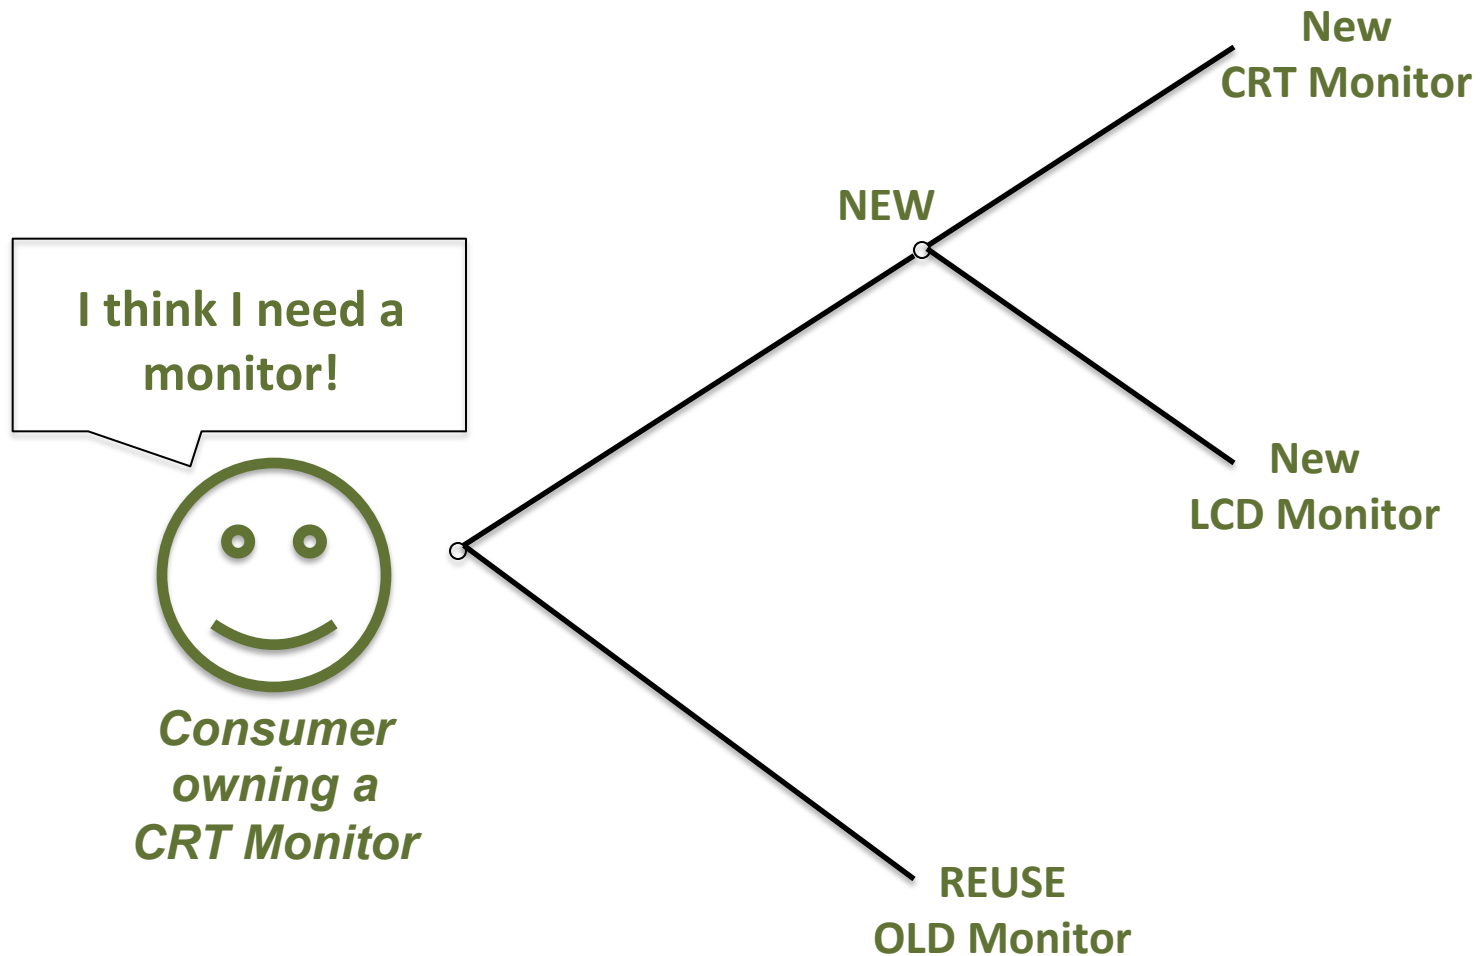 New
CRT Monitor
NEW
I think I need a
monitor!
New
LCD Monitor
Consumer
owning a
CRT Monitor
REUSE
OLD Monitor